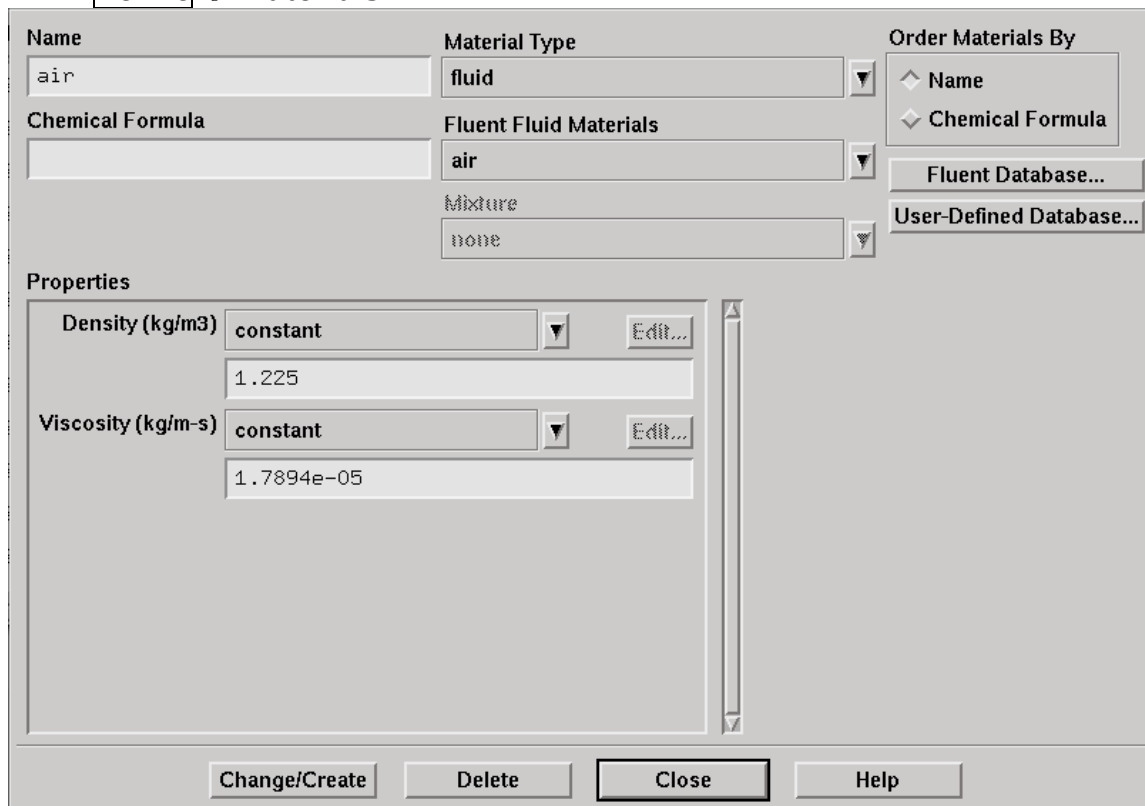 Name
air
Chemical Formula
Material Type
fluid
Fluent Fluid Materials
air
Mixture
none
Order Materials By
Name
Chemical Formula
Fluent Database...
User-Defined Database...
Properties
Density (kg/m3) constant Edit...
1.225
Viscosity (kg/m-s) constant Edit...
1.7894e-05
Change/Create Delete Close Help